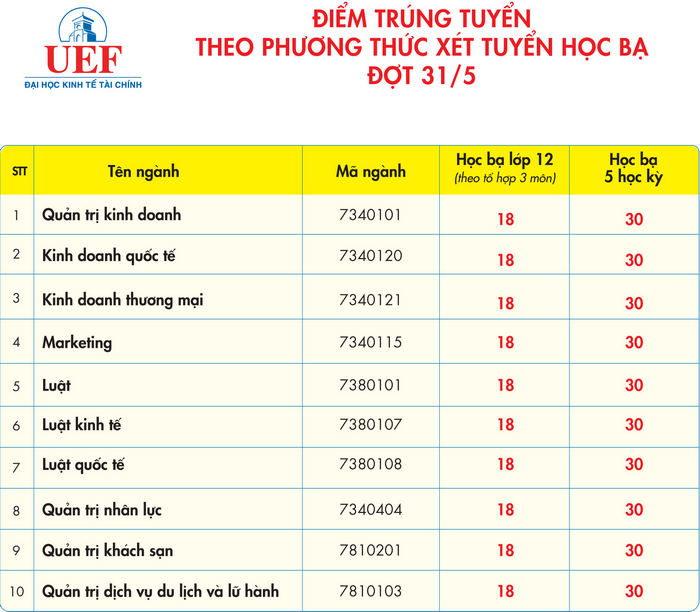 UEF
ĐẠI HỌC KINH TẾ TÀI CHÍNH
ĐIỂM TRÚNG TUYỂN
THEO PHƯƠNG THỨC XÉT TUYỂN HỌC BẠ
ĐỢT 31/5
STT Tên ngành Mã ngành Học bạ lớp 12 (theo tổ hợp 3 môn) Học bạ 5 học kỳ
1 Quản trị kinh doanh 7340101 18 30
2 Kinh doanh quốc tế 7340120 18 30
3 Kinh doanh thương mại 7340121 18 30
4 Marketing 7340115 18 30
5 Luật 7380101 18 30
6 Luật kinh tế 7380107 18 30
7 Luật quốc tế 7380108 18 30
8 Quản trị nhân lực 7340404 18 30
9 Quản trị khách sạn 7810201 18 30
10 Quản trị dịch vụ du lịch và lữ hành 7810103 18 30